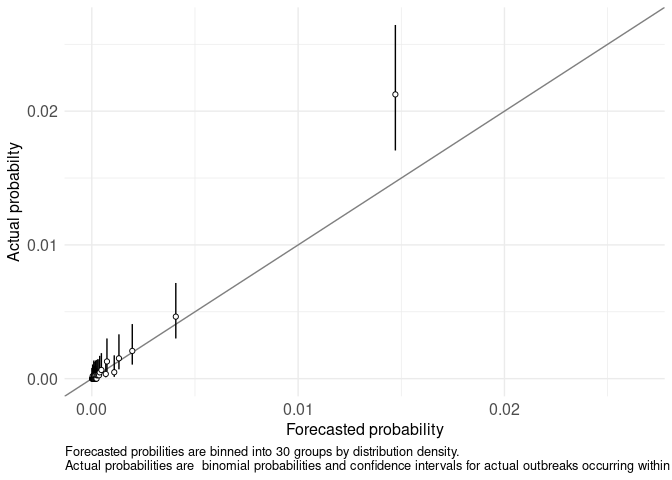 0.02
Actual probabilty
0.01
0.00
0.00 0.01 0.02
Forecasted probability
Forecasted probilities are binned into 30 groups by distribution density.
Actual probabilities are  binomial probabilities and confidence intervals for actual outbreaks occurring within